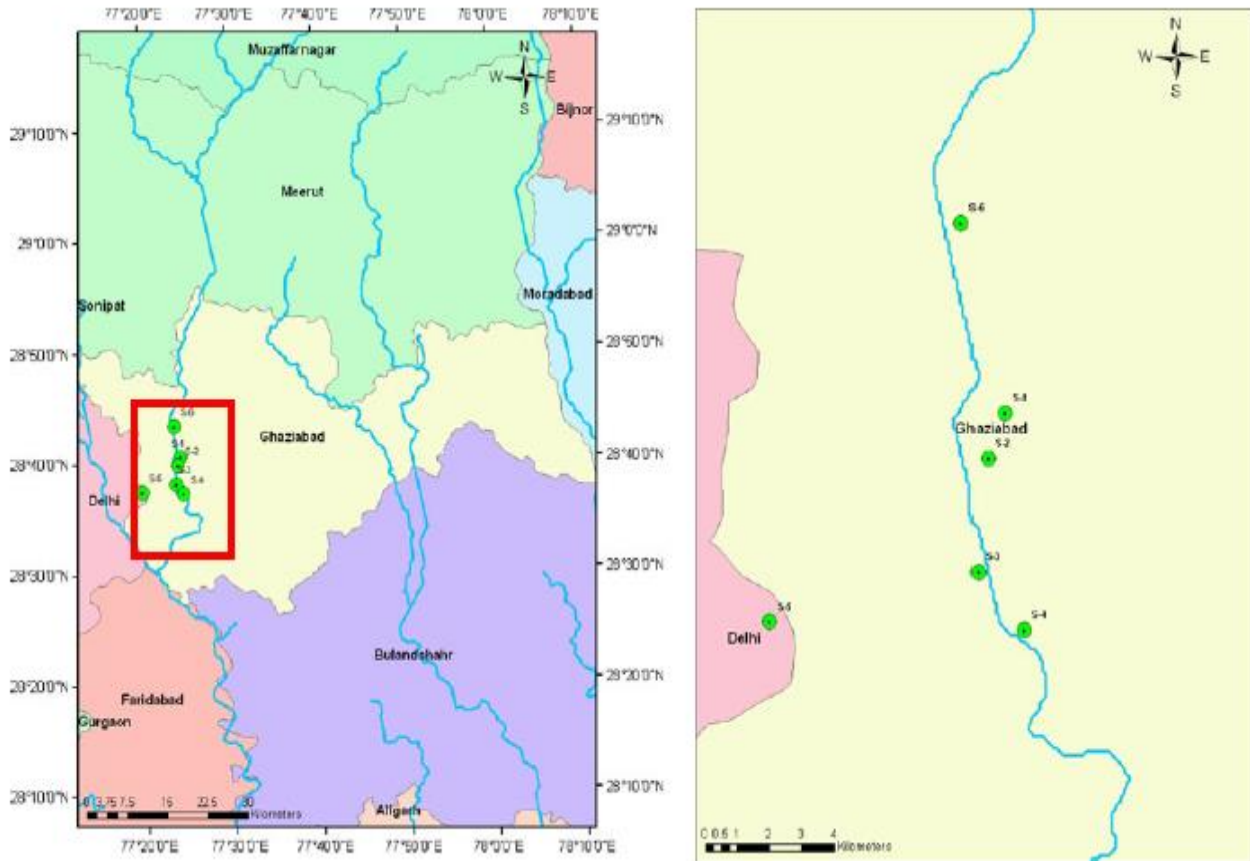 77°20'0"E 77°30'0"E 77°40'0"E 77°50'0"E 78°0'0"E 78°10'0"E
Muzaffarnagar
N
W E
S
Bijnor
29°10'0"N 29°10'0"N
Meerut
29°0'0"N 29°0'0"N
Sonipat
Moradabad
28°50'0"N 28°50'0"N
Ghaziabad
S-2
28°40'0"N 28°40'0"N
Delhi
S-4
28°30'0"N 28°30'0"N
Bulandshahr
28°20'0"N 28°20'0"N
Faridabad
Gurgaon
28°10'0"N 28°10'0"N
0 3.75 7.5 15 22.5 30
Kilometers
Aligarh
77°20'0"E 77°30'0"E 77°40'0"E 77°50'0"E 78°0'0"E 78°10'0"E
N
W E
S
S-6
Ghaziabad
S-2
S-3
S-4
S-5
Delhi
0 0.5 1 2 3 4
Kilometers